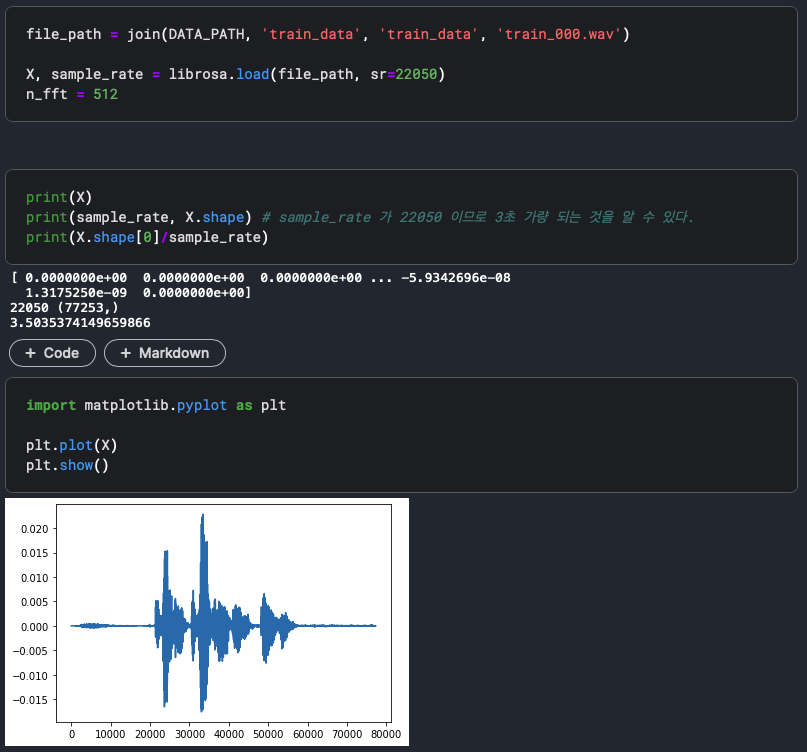 file_path = join(DATA_PATH, 'train_data', 'train_data', 'train_000.wav')
X, sample_rate = librosa.load(file_path, sr=22050)
n_fft = 512
print(X)
print(sample_rate, X.shape) # sample_rate 가 22050 이므로 3초 가량 되는 것을 알 수 있다.
print(X.shape[0]/sample_rate)
[ 0.0000000e+00  0.0000000e+00  0.0000000e+00 ... -5.9342696e-08
  1.3175250e-09  0.0000000e+00]
22050 (77253,)
3.5035374149659866
+ Code + Markdown
import matplotlib.pyplot as plt
plt.plot(X)
plt.show()
0.020
0.015
0.010
0.005
0.000
−0.005
−0.010
−0.015
0 10000 20000 30000 40000 50000 60000 70000 80000